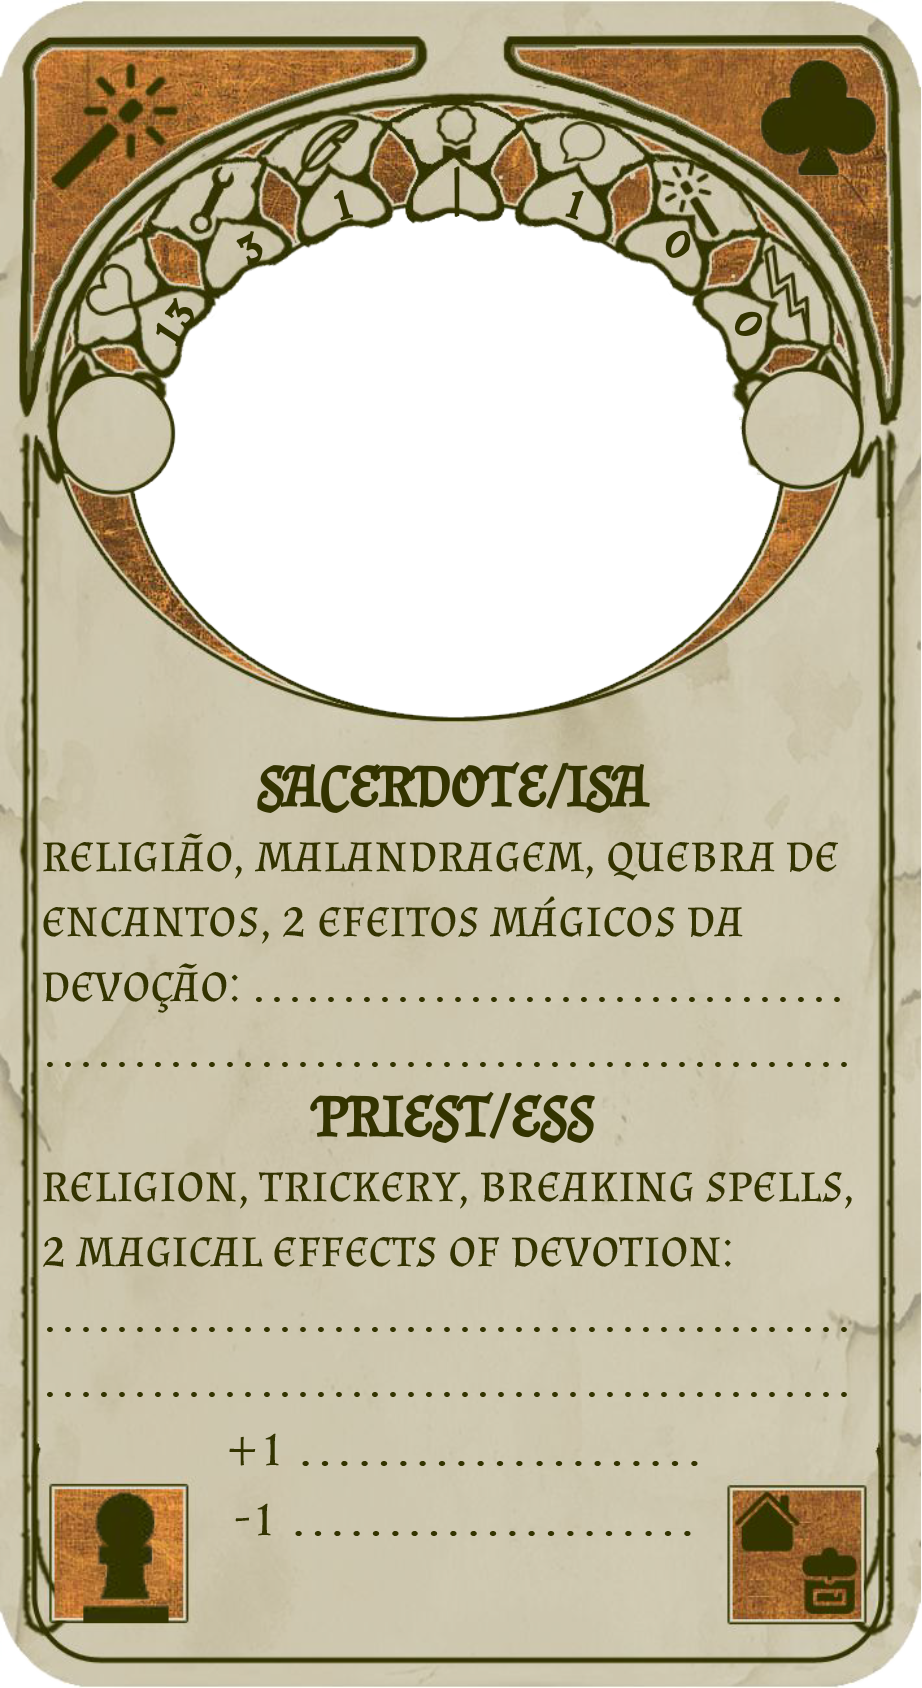 13
3
1
|
1
0
0
SACERDOTE/ISA
RELIGIÃO, MALANDRAGEM, QUEBRA DE
ENCANTOS, 2 EFEITOS MÁGICOS DA
DEVOÇÃO: .................................
.............................................
PRIEST/ESS
RELIGION, TRICKERY, BREAKING SPELLS,
2 MAGICAL EFFECTS OF DEVOTION:
.............................................
.............................................
+1 .....................
-1 .....................